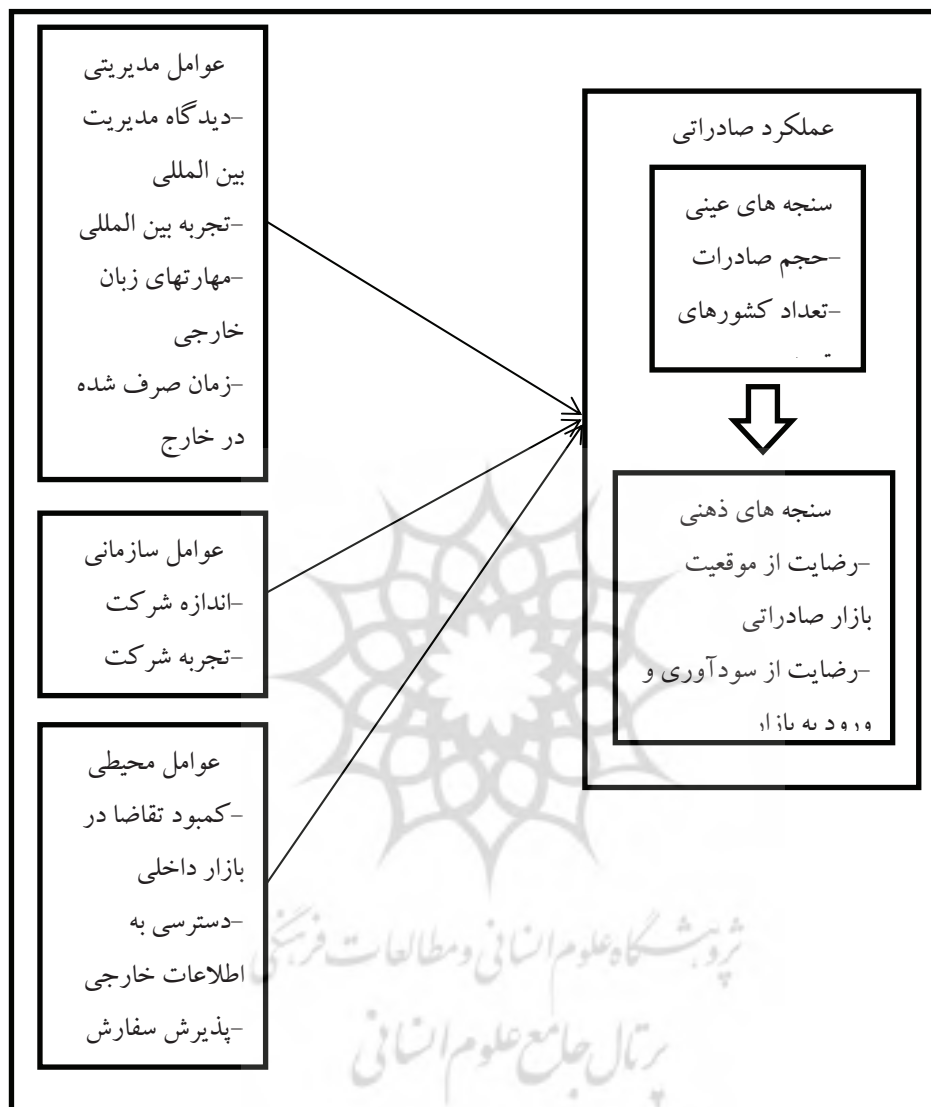 عوامل مدیریتی
-دیدگاه مدیریت
بین المللی
-تجربه بین المللی
-مهارتهای زبان
خارجی
-زمان صرف شده
در خارج
عوامل سازمانی
-اندازه شرکت
-تجربه شرکت
عوامل محیطی
-کمبود تقاضا در
بازار داخلی
-دسترسی به
اطلاعات خارجی
-پذیرش سفارش
عملکرد صادراتی
سنجه های عینی
-حجم صادرات
-تعداد کشورهای
سنجه های ذهنی
-رضایت از موقعیت
بازار صادراتی
-رضایت از سودآوری و
ورود به بازار
پژوهشگاه علوم انسانی و مطالعات فرهنگی
پرتال جامع علوم انسانی